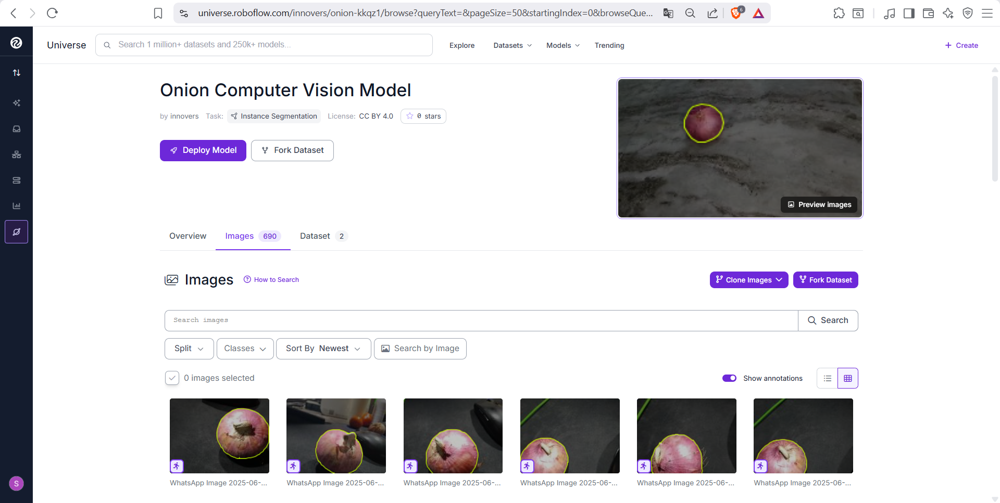 universe.roboflow.com/innovers/onion-kkqz1/browse?queryText=&pageSize=50&startingIndex=0&browseQue...
6
Universe
Search 1 million+ datasets and 250k+ models...
Explore
Datasets
Models
Trending
+ Create
Onion Computer Vision Model
by innovers Task: Instance Segmentation License: CC BY 4.0 0 stars
Deploy Model
Fork Dataset
Preview images
Overview
Images 690
Dataset 2
Images
How to Search
Clone Images
Fork Dataset
Search images
Search
Split
Classes
Sort By Newest
Search by Image
0 images selected
Show annotations
WhatsApp Image 2025-06-...
WhatsApp Image 2025-06-...
WhatsApp Image 2025-06-...
WhatsApp Image 2025-06-...
WhatsApp Image 2025-06-...
WhatsApp Image 2025-06-...
S